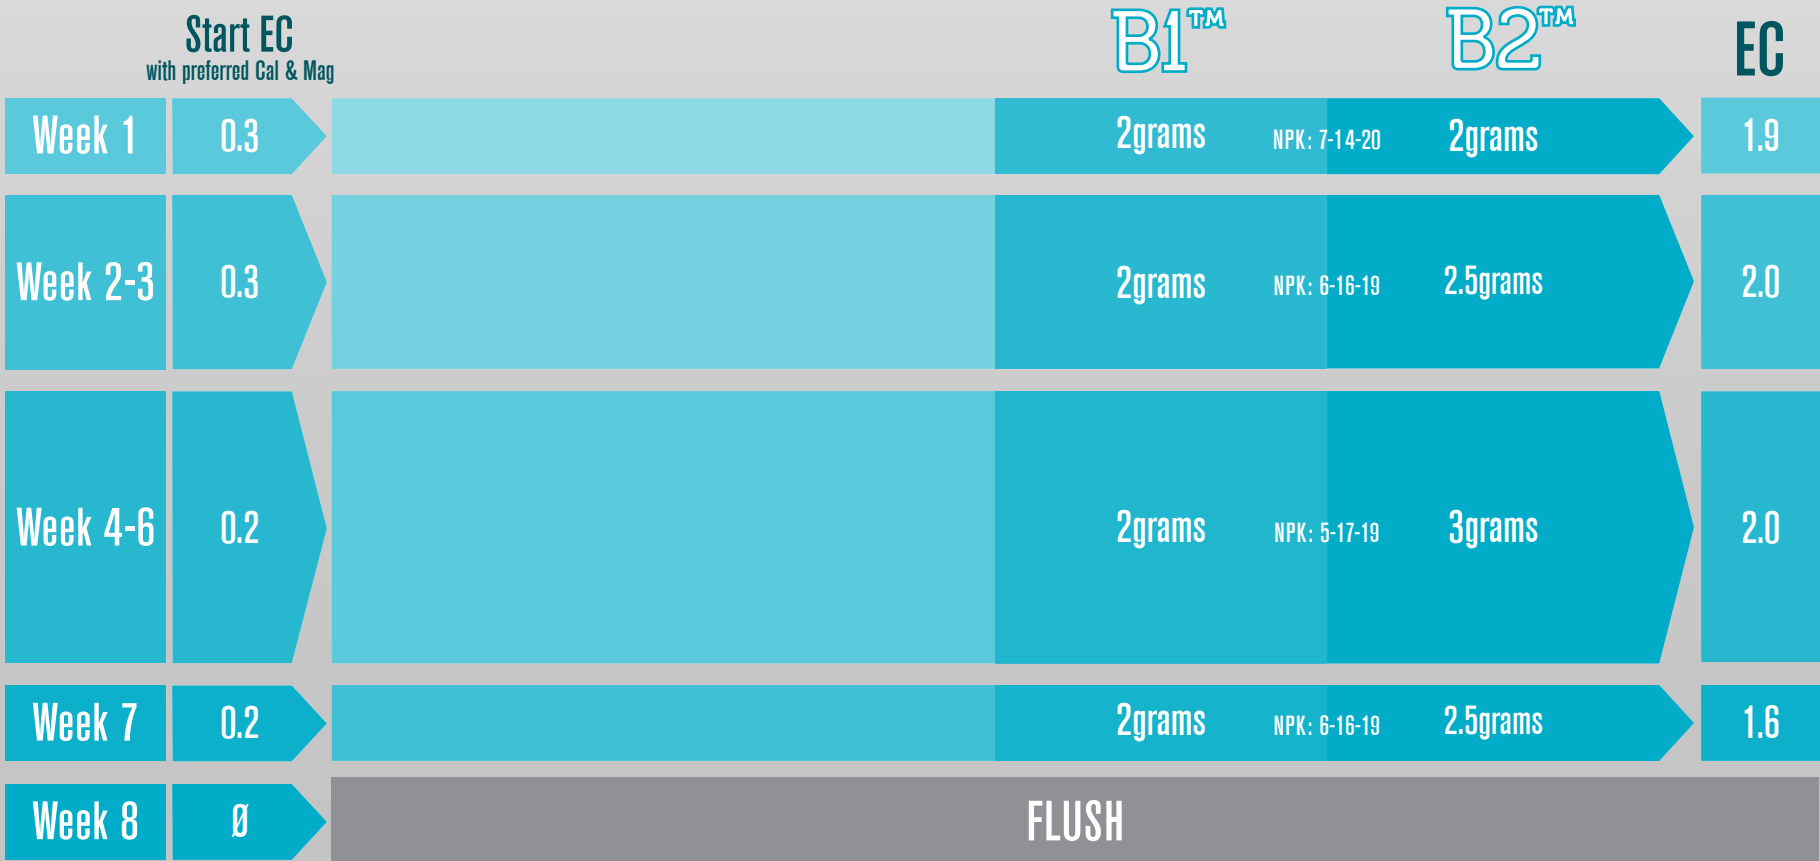 Start EC
with preferred Cal & Mag
B1™
B2™
EC
Week 1
0.3
2grams
NPK: 7-14-20
2grams
1.9
Week 2-3
0.3
2grams
NPK: 6-16-19
2.5grams
2.0
Week 4-6
0.2
2grams
NPK: 5-17-19
3grams
2.0
Week 7
0.2
2grams
NPK: 6-16-19
2.5grams
1.6
Week 8
Ø
FLUSH